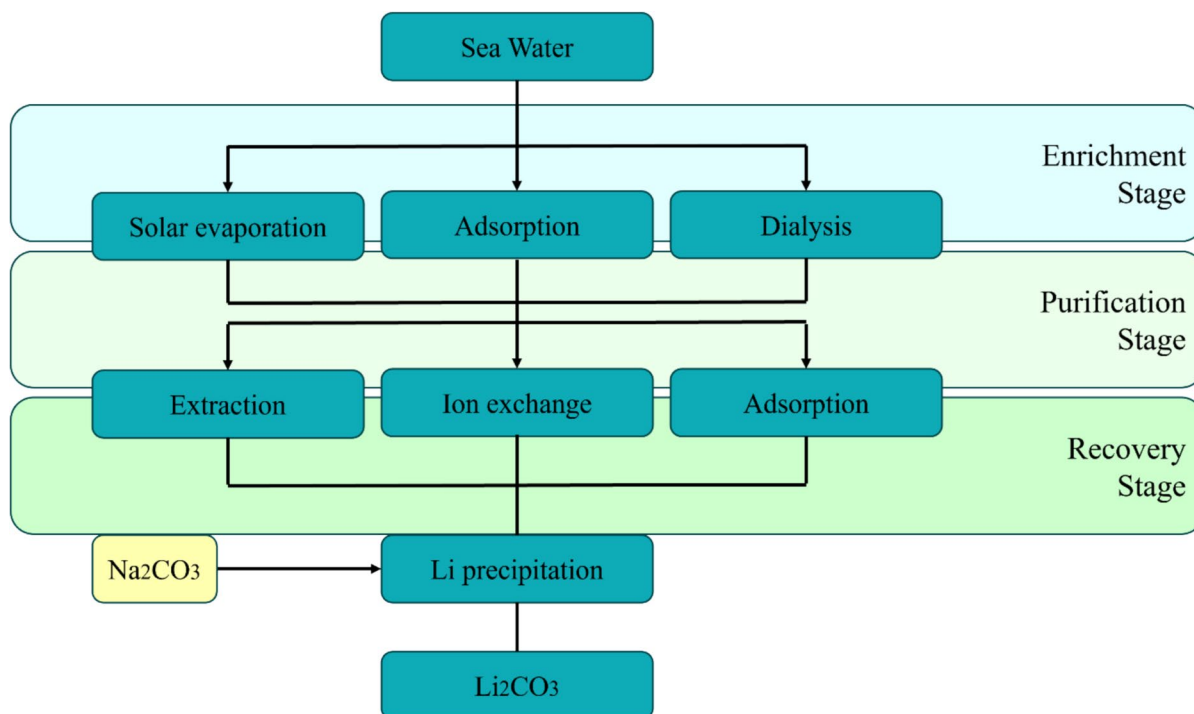 Sea Water
Enrichment
Stage
Solar evaporation
Adsorption
Dialysis
Purification
Stage
Extraction
Ion exchange
Adsorption
Recovery
Stage
Na2CO3
Li precipitation
Li2CO3